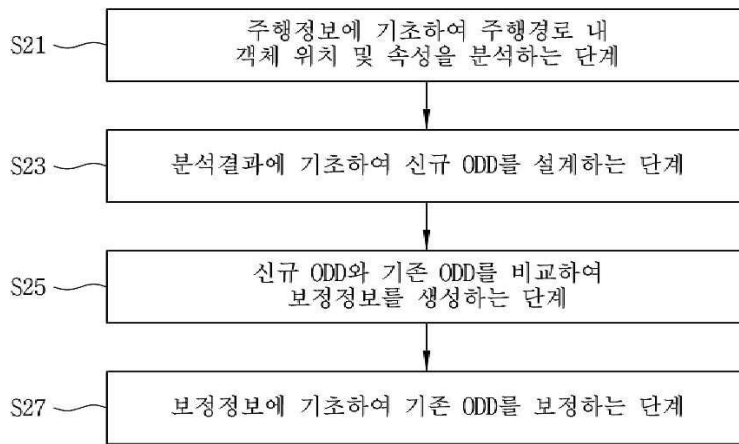 S21
주행정보에 기초하여 주행경로 내
객체 위치 및 속성을 분석하는 단계
S23
분석결과에 기초하여 신규 ODD를 설계하는 단계
S25
신규 ODD와 기존 ODD를 비교하여
보정정보를 생성하는 단계
S27
보정정보에 기초하여 기존 ODD를 보정하는 단계